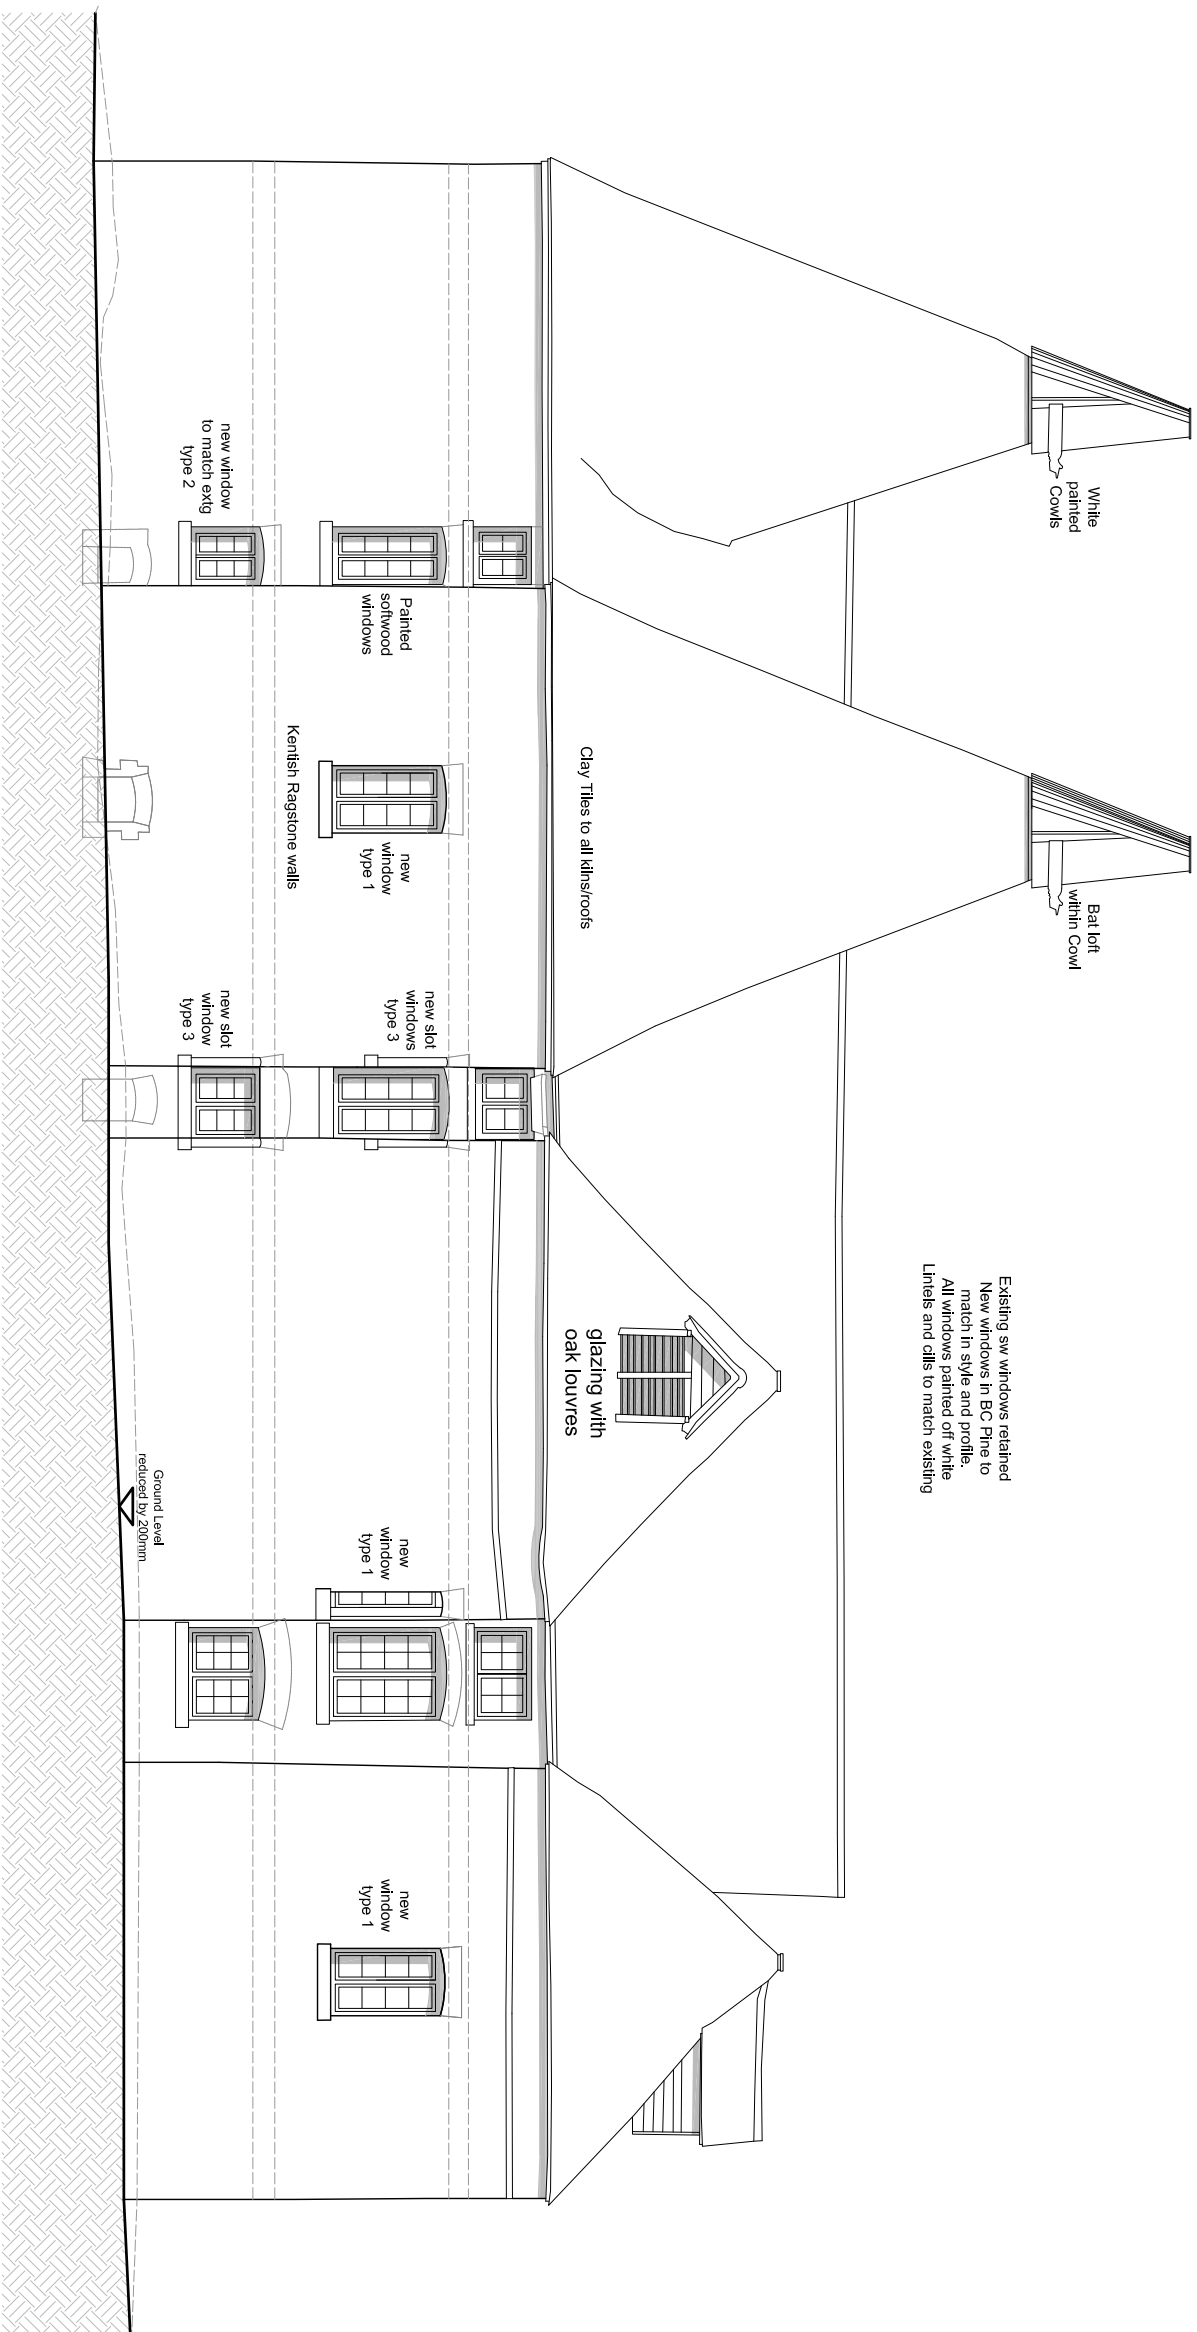 White
painted
Cowls
Bat loft
within Cowl
Existing sw windows retained
New windows in BC Pine to
match in style and profile.
All windows painted off white
Lintels and cills to match existing
Clay Tiles to all kilns/roofs
glazing with
oak louvres
Painted
softwood
windows
new
window
type 1
new slot
windows
type 3
new
window
type 1
new
window
type 1
Kentish Ragstone walls
new window
to match extg
type 2
new slot
window
type 3
Ground Level
reduced by 200mm